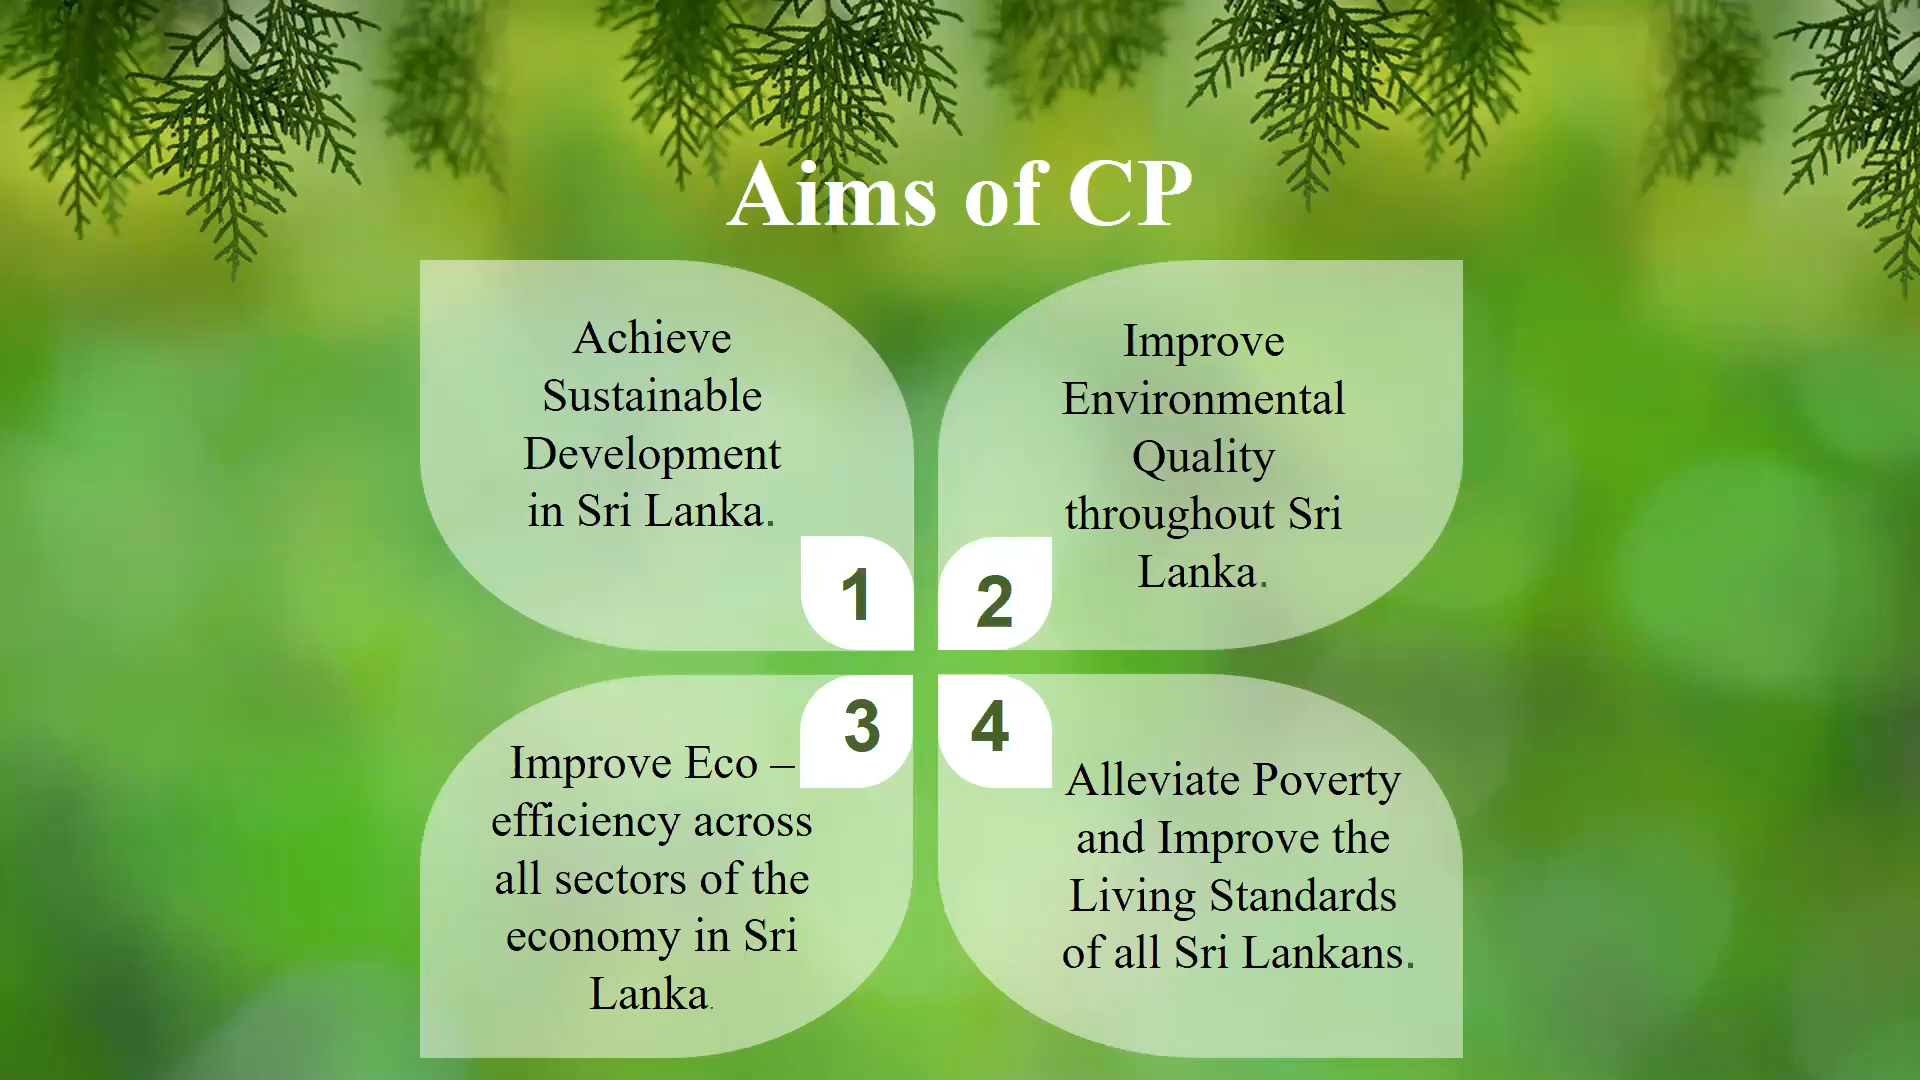 Aims of CP
Achieve
Sustainable
Development
in Sri Lanka.
1
Improve
Environmental
Quality
throughout Sri
Lanka.
2
3
Improve Eco –
efficiency across
all sectors of the
economy in Sri
Lanka.
4
Alleviate Poverty
and Improve the
Living Standards
of all Sri Lankans.